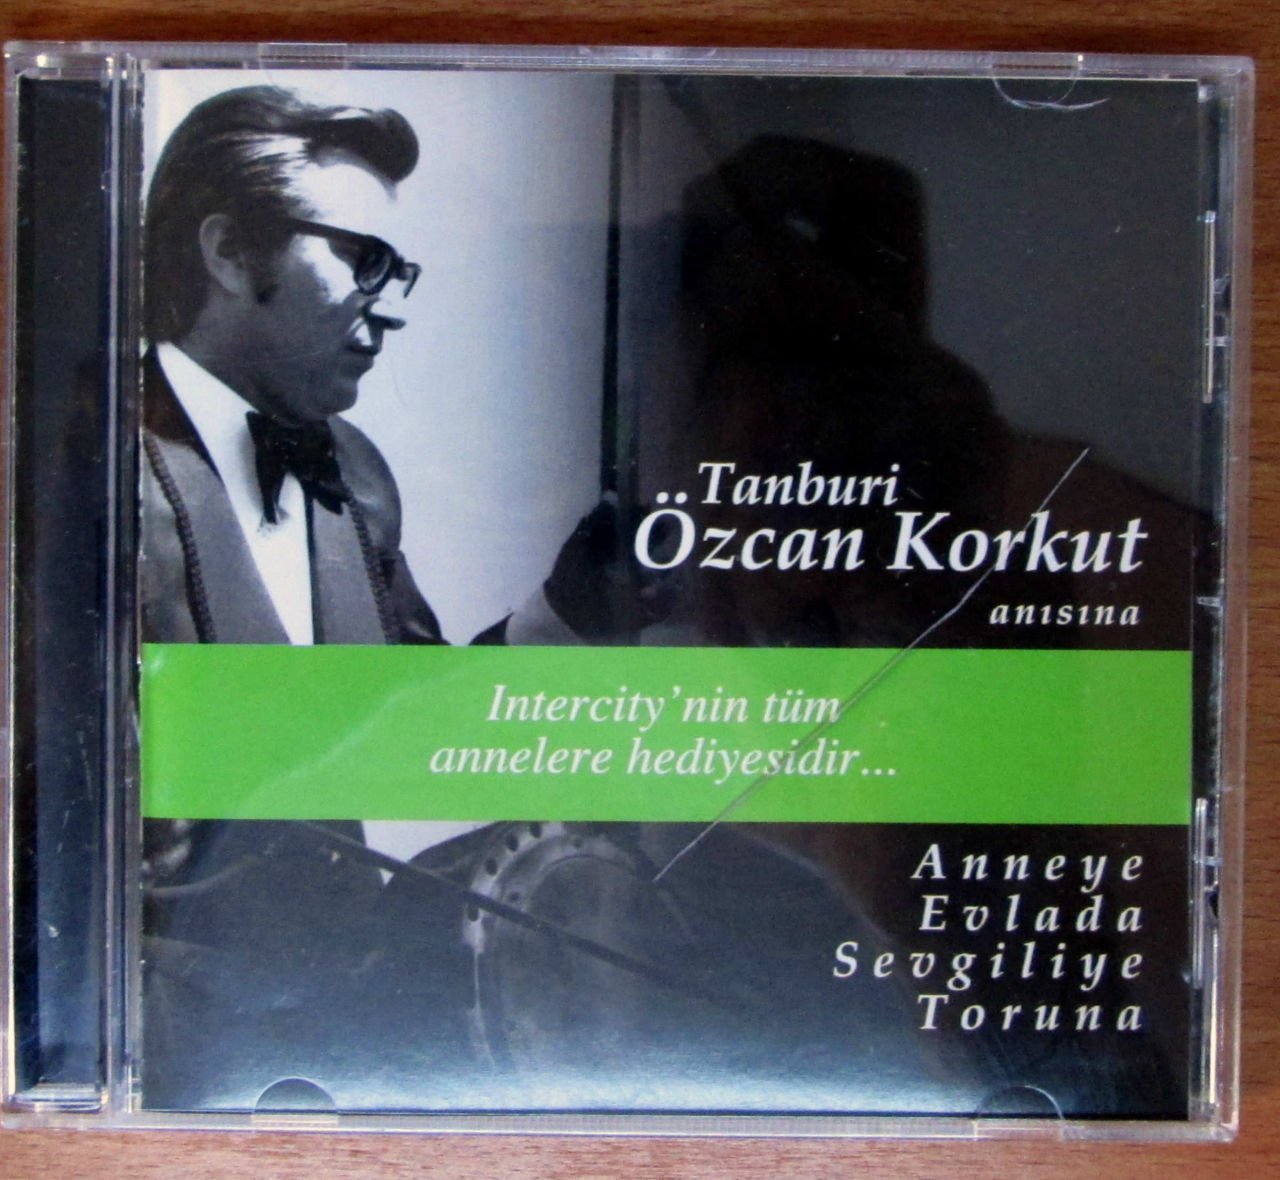 Tanburi
Özcan Korkut
anısına
Intercity'nin tüm
annelere hediyesidir...
Anneye
Evlada
Sevgiliye
Toruna